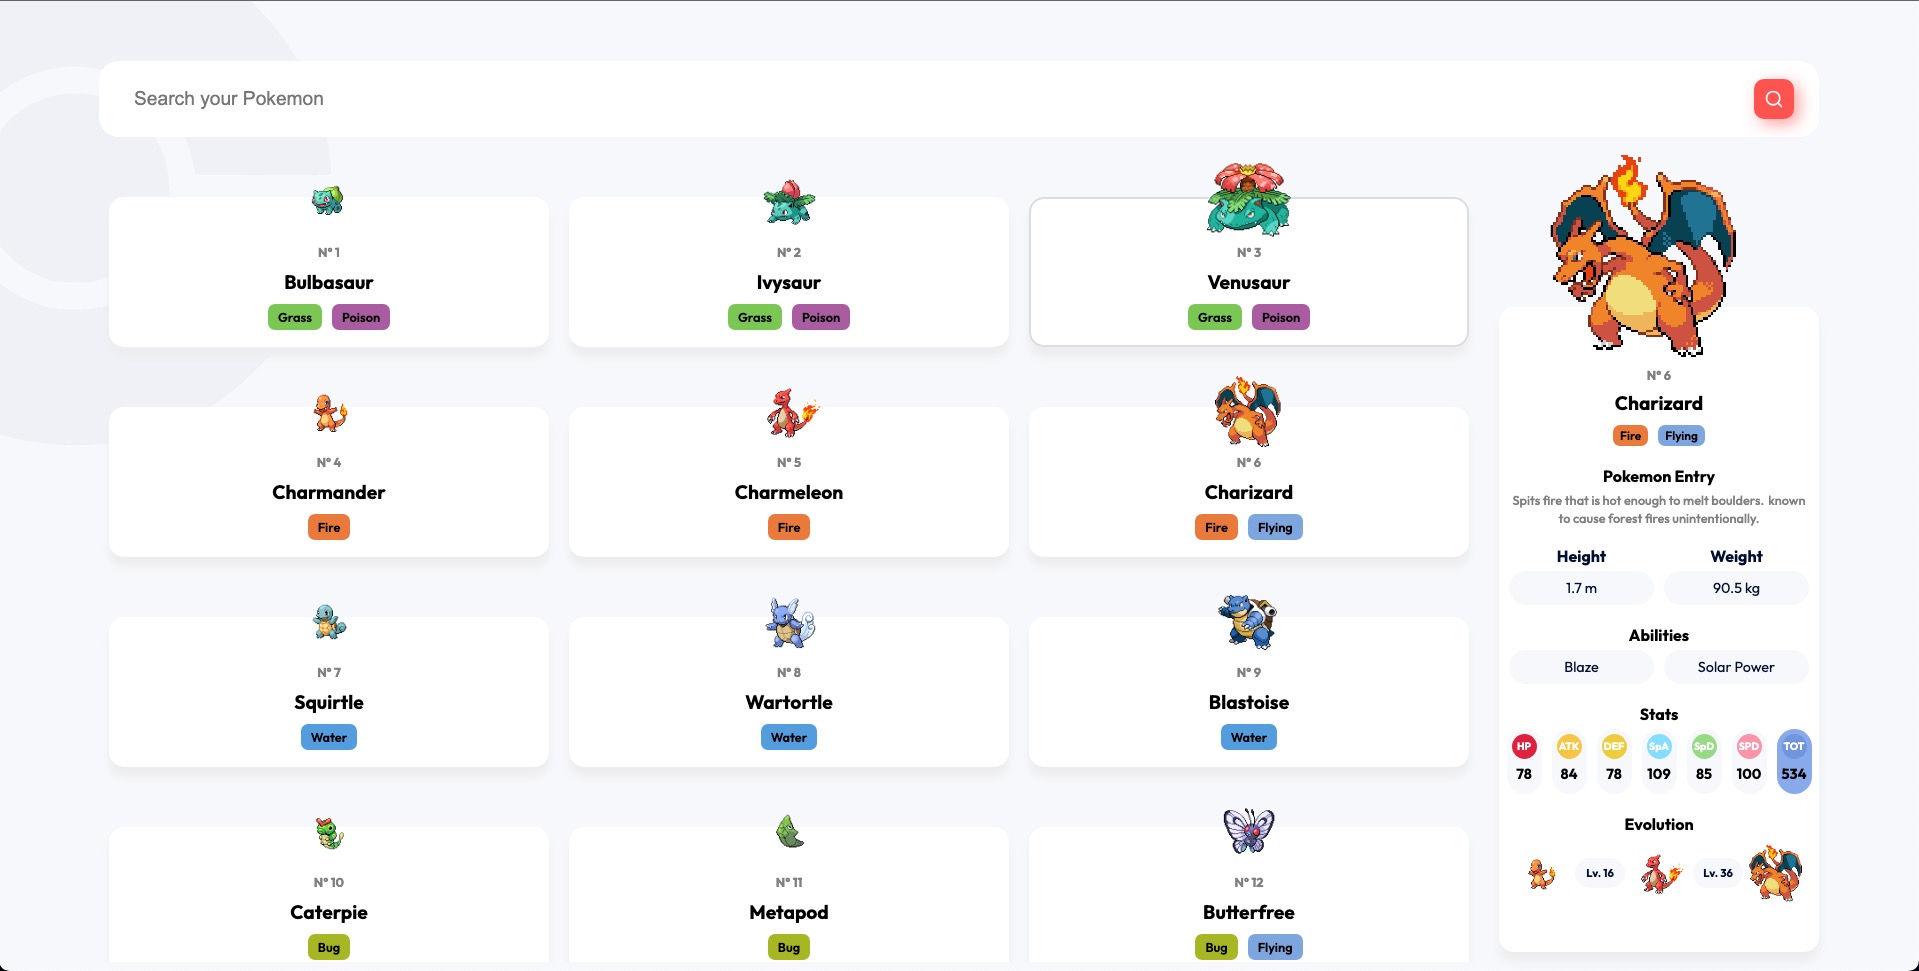 Search your Pokemon
N° 1
Bulbasaur
Grass Poison
N° 2
Ivysaur
Grass Poison
N° 3
Venusaur
Grass Poison
N° 4
Charmander
Fire
N° 5
Charmeleon
Fire
N° 6
Charizard
Fire Flying
N° 7
Squirtle
Water
N° 8
Wartortle
Water
N° 9
Blastoise
Water
N° 10
Caterpie
Bug
N° 11
Metapod
Bug
N° 12
Butterfree
Bug Flying
N° 6
Charizard
Fire Flying
Pokemon Entry
Spits fire that is hot enough to melt boulders. known
to cause forest fires unintentionally.
Height Weight
1.7 m 90.5 kg
Abilities
Blaze Solar Power
Stats
HP ATK DEF SpA SpD SPD TOT
78 84 78 109 85 100 534
Evolution
Lv. 16 Lv. 36